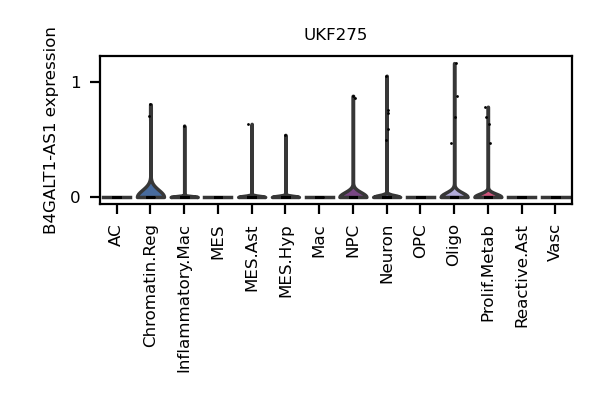 UKF275
B4GALT1-AS1 expression
1
0
AC
Chromatin.Reg
Inflammatory.Mac
MES
MES.Ast
MES.Hyp
Mac
NPC
Neuron
OPC
Oligo
Prolif.Metab
Reactive.Ast
Vasc